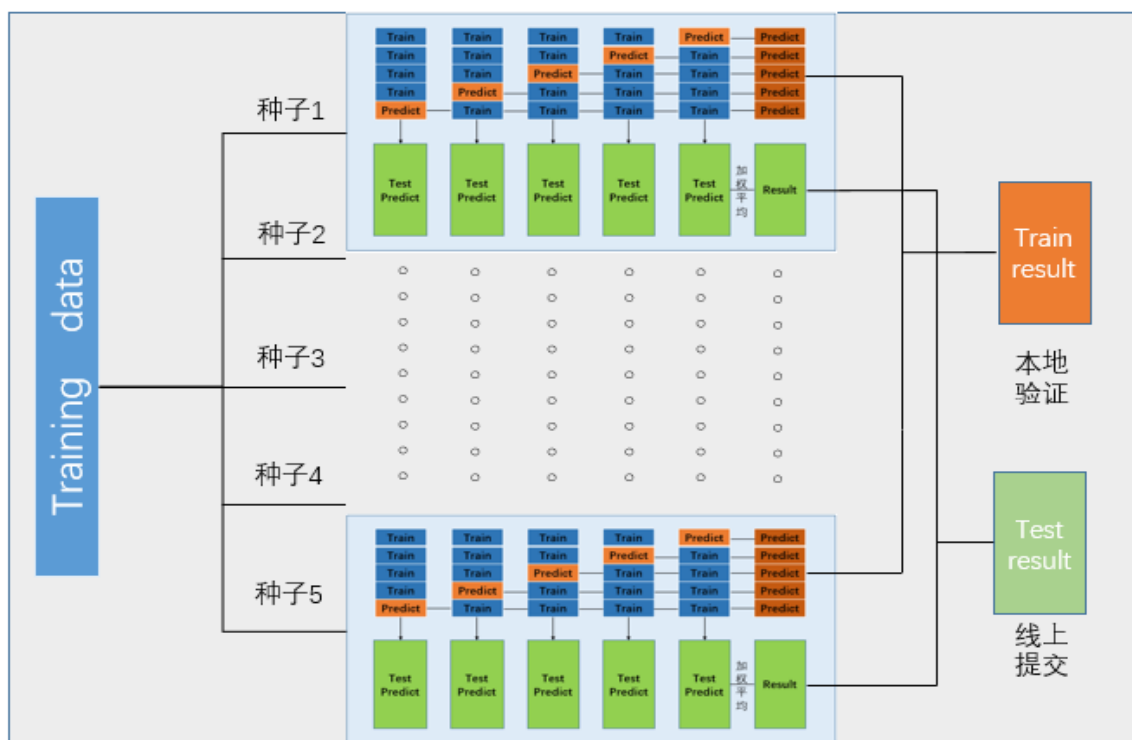 Training data
种子1
种子2
种子3
种子4
种子5
Train Train Train Train Predict Predict
Train Train Train Predict Train Predict
Train Train Predict Train Train Predict
Train Predict Train Train Train Predict
Predict Train Train Train Train Predict
Test Test Test Test Test 加权平均 Result
Predict Predict Predict Predict Predict
Train Train Train Train Predict Predict
Train Train Train Predict Train Predict
Train Train Predict Train Train Predict
Train Predict Train Train Train Predict
Predict Train Train Train Train Predict
Test Test Test Test Test 加权平均 Result
Predict Predict Predict Predict Predict
Train
result
本地
验证
Test
result
线上
提交